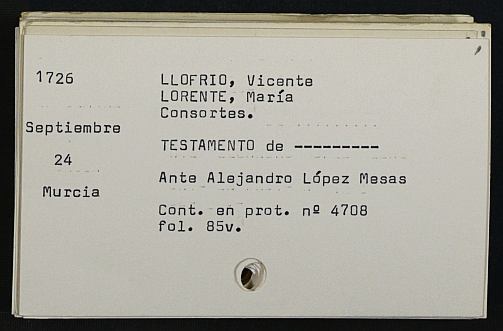 1726
Septiembre
24
Murcia
LLOFRIO, Vicente
LORENTE, María
Consortes.
TESTAMENTO de ---------
Ante Alejandro López Mesas
Cont. en prot. nº 4708
fol. 85v.